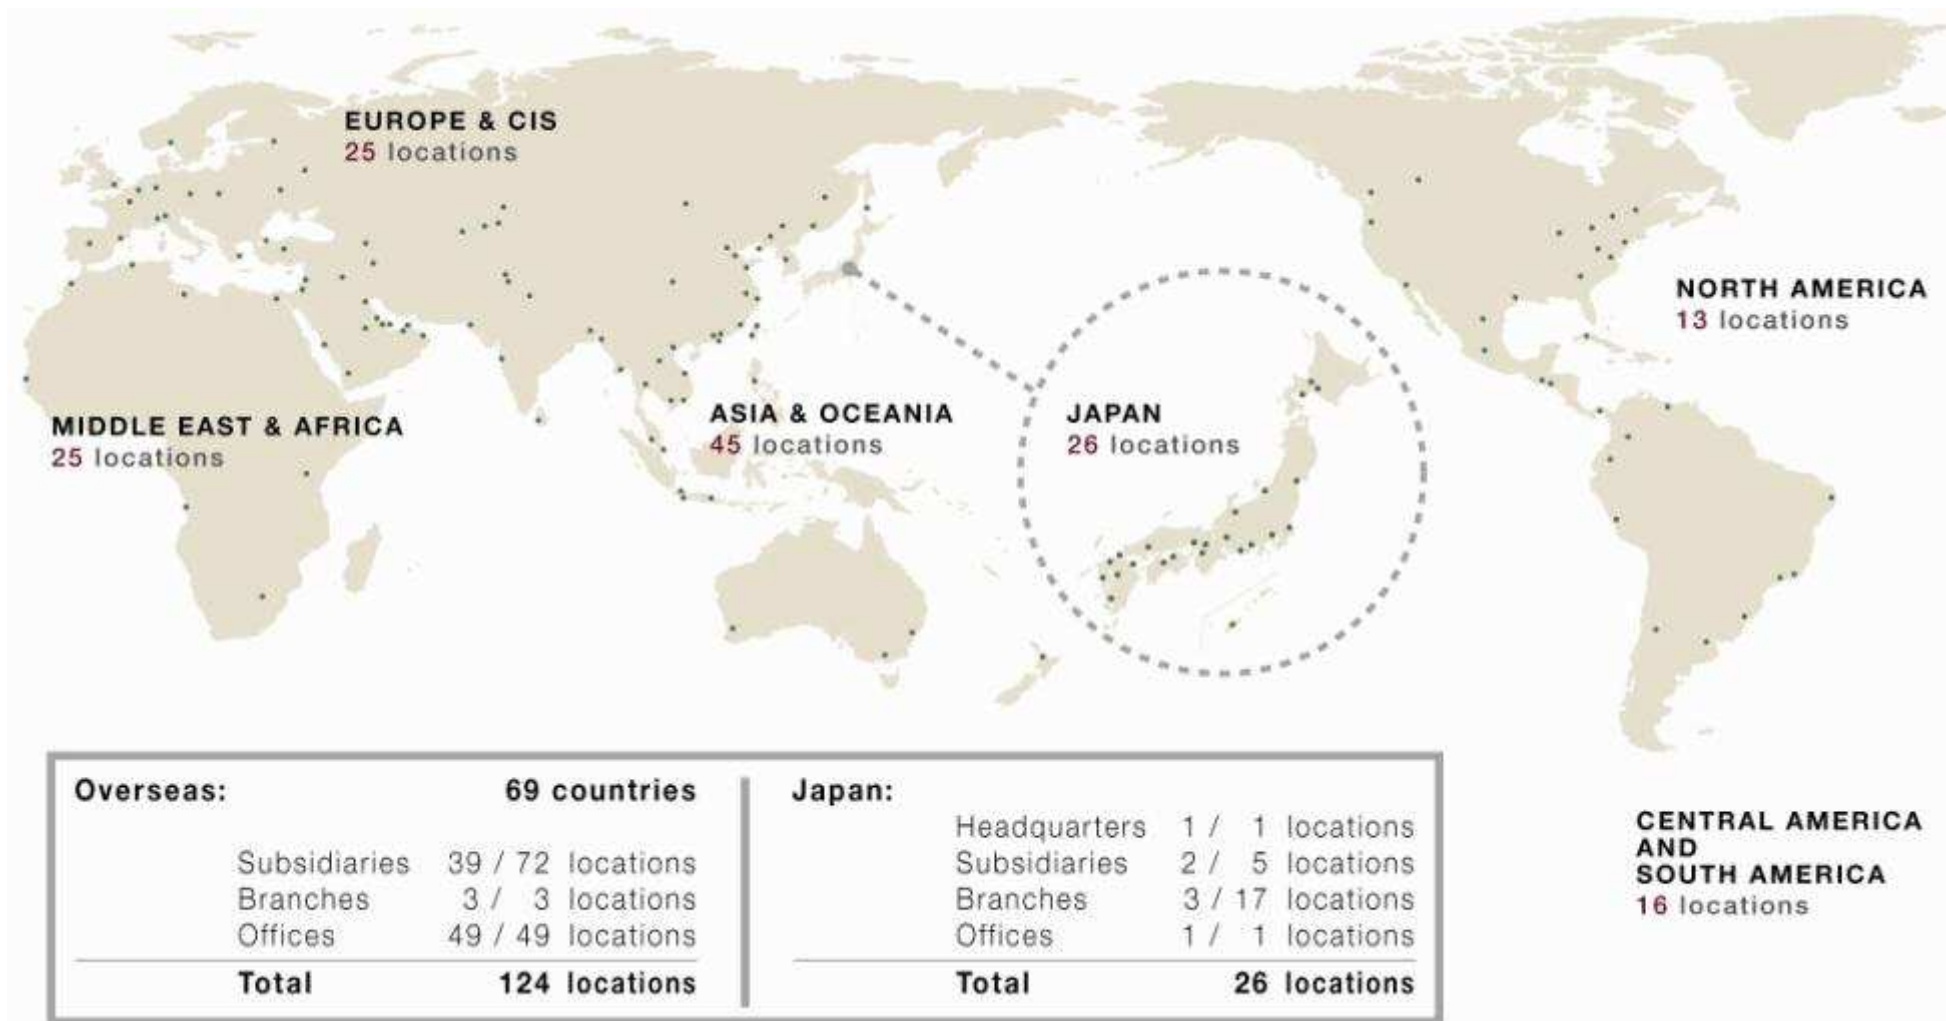 EUROPE & CIS
25 locations
NORTH AMERICA
13 locations
MIDDLE EAST & AFRICA
25 locations
ASIA & OCEANIA
45 locations
JAPAN
26 locations
CENTRAL AMERICA
AND
SOUTH AMERICA
16 locations
Overseas: 69 countries
Subsidiaries 39 / 72 locations
Branches 3 / 3 locations
Offices 49 / 49 locations
Total 124 locations
Japan:
Headquarters 1 / 1 locations
Subsidiaries 2 / 5 locations
Branches 3 / 17 locations
Offices 1 / 1 locations
Total 26 locations